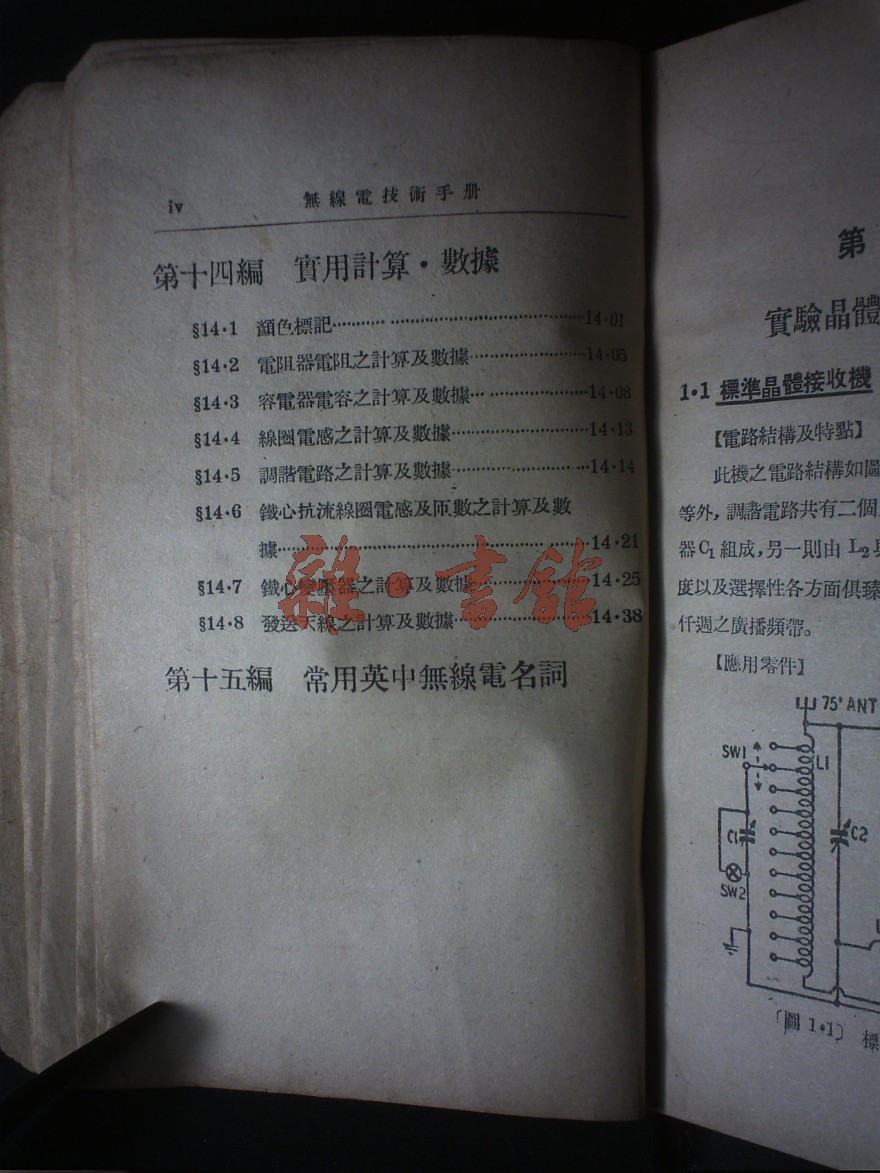 iv 無線電技術手册
第十四編 實用計算・數據
§14・1 顏色標記……………………………14・01
§14・2 電阻器電阻之計算及數據……………14・05
§14・3 容電器電容之計算及數據……………14・08
§14・4 線圈電感之計算及數據………………14・13
§14・5 調諧電路之計算及數據………………14・14
§14・6 鐵心抗流線圈電感及匝數之計算及數
據……………………………………14・21
§14・7 鐵心變壓器之計算及數據……………14・25
§14・8 發送天線之計算及數據………………14・38
第十五編 常用英中無線電名詞
雜・書館
第
實驗晶體
1・1 標準晶體接收機
【電路結構及特點】
此機之電路結構如圖
等外，調諧電路共有二個
器C₁組成，另一則由 L₂
度以及選擇性各方面俱臻
仟週之廣播頻帶。
【應用零件】
75' ANT
SW1
L1
C1
C2
SW2
〔圖 1・1〕 標